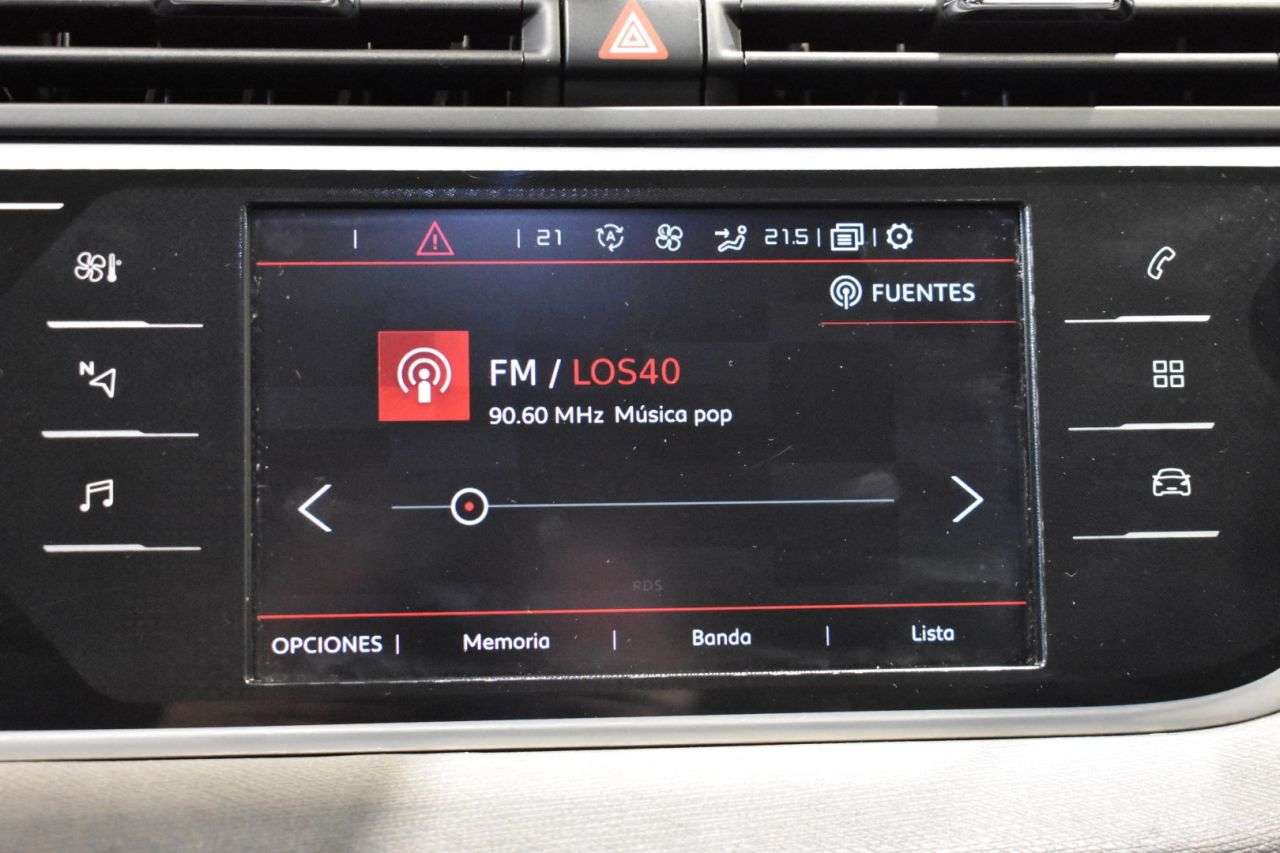 | | 21 A 21.5 | |
FUENTES
FM / LOS40
90.60 MHz Música pop
N
RDS
OPCIONES | Memoria | Banda | Lista